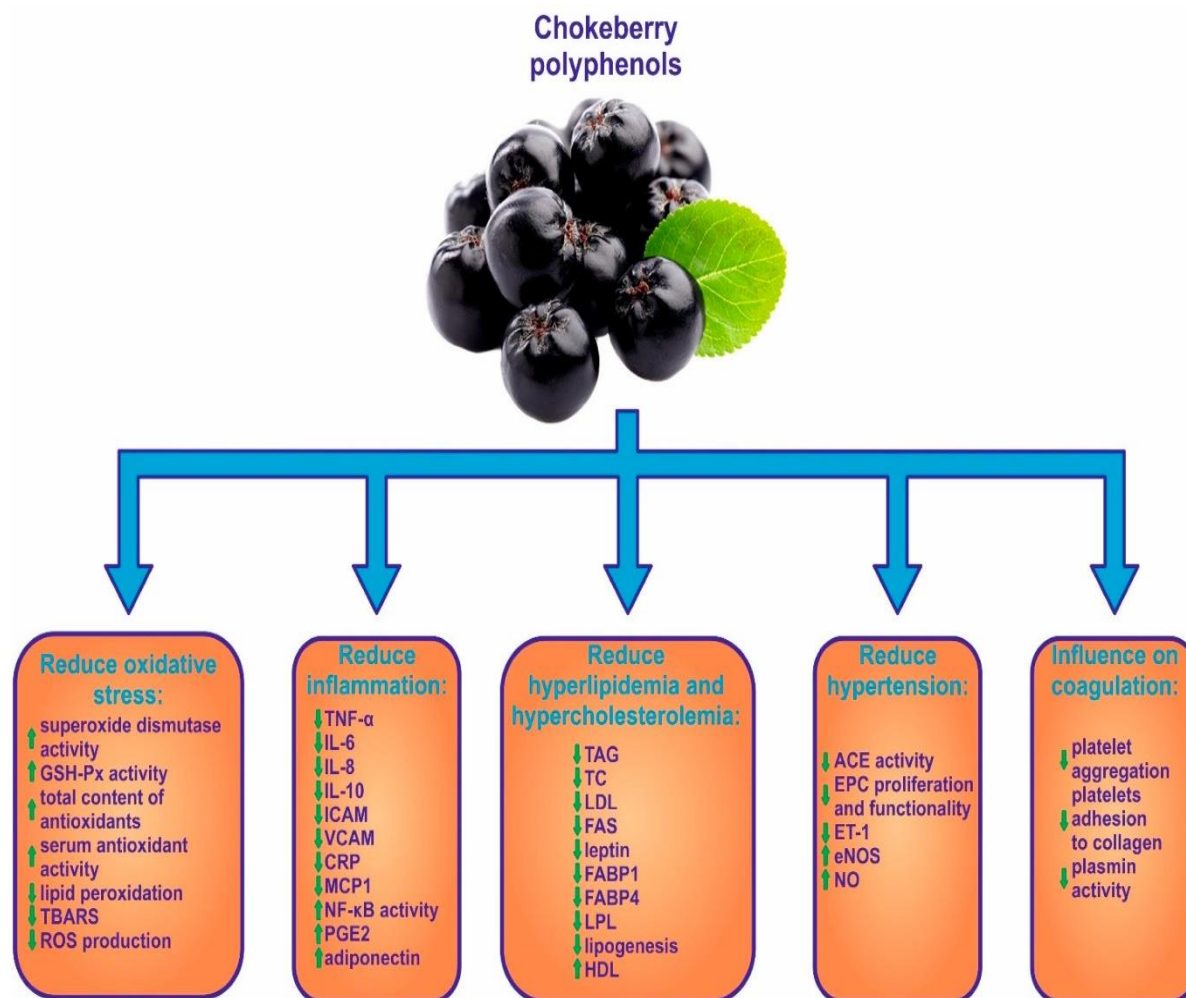 Chokeberry
polyphenols
Reduce oxidative
stress:
↑ superoxide dismutase
activity
↑ GSH-Px activity
↑ total content of
antioxidants
↑ serum antioxidant
activity
↓ lipid peroxidation
↓ TBARS
↓ ROS production
Reduce
inflammation:
↓ TNF-α
↓ IL-6
↓ IL-8
↓ IL-10
↓ ICAM
↓ VCAM
↓ CRP
↓ MCP1
↑ NF-κB activity
↑ PGE2
↑ adiponectin
Reduce
hyperlipidemia and
hypercholesterolemia:
↓ TAG
↓ TC
↓ LDL
↓ FAS
↓ leptin
↓ FABP1
↓ FABP4
↓ LPL
↓ lipogenesis
↑ HDL
Reduce
hypertension:
↓ ACE activity
↓ EPC proliferation
and functionality
↓ ET-1
↑ eNOS
↑ NO
Influence on
coagulation:
↓ platelet
aggregation
platelets
↓ adhesion
to collagen
↓ plasmin
activity